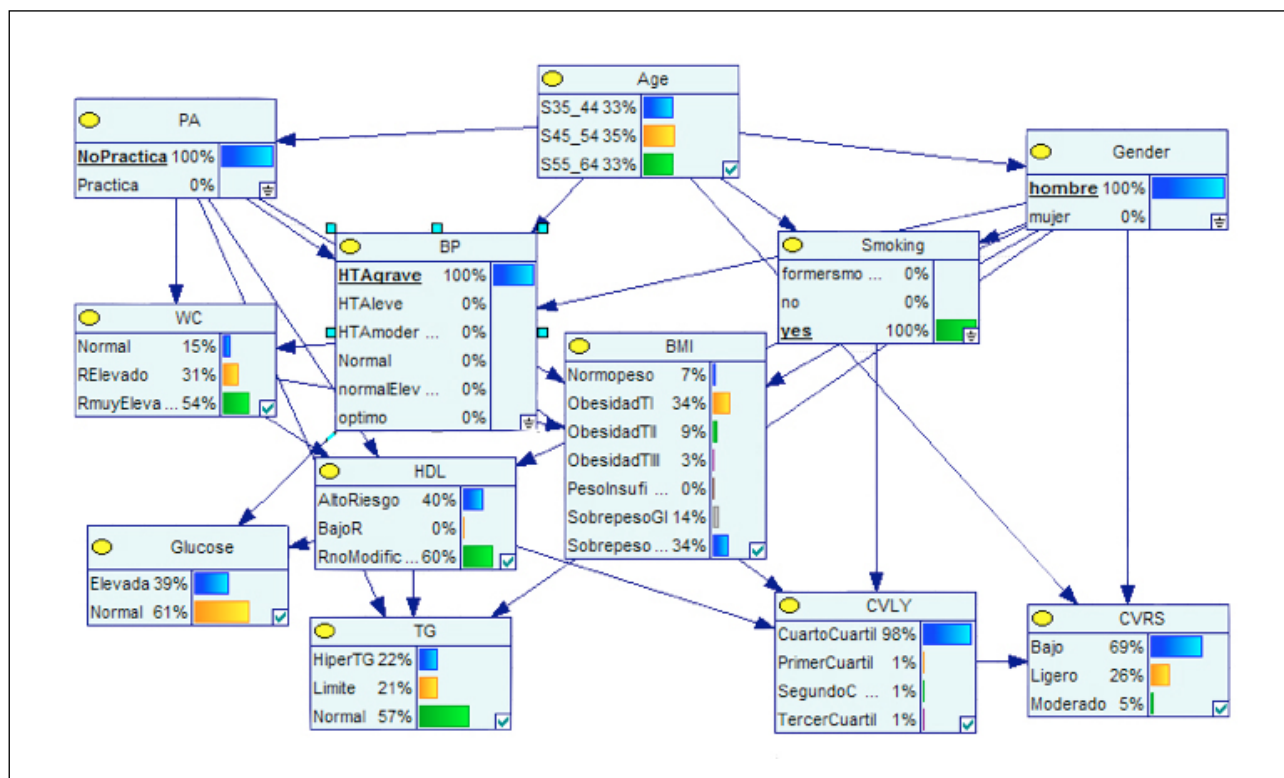 Age
S35_44 33%
S45_54 35%
S55_64 33%
PA
NoPractica 100%
Practica 0%
Gender
hombre 100%
mujer 0%
BP
HTAqrave 100%
HTAleve 0%
HTAmoder ... 0%
Normal 0%
normalElev ... 0%
optimo 0%
Smoking
formersmo ... 0%
no 0%
yes 100%
WC
Normal 15%
RElevado 31%
RmuyEleva ... 54%
BMI
Normopeso 7%
ObesidadTI 34%
ObesidadTII 9%
ObesidadTIII 3%
PesoInsufi ... 0%
SobrepesoGI 14%
Sobrepeso ... 34%
HDL
AltoRiesgo 40%
BajoR 0%
RnoModific ... 60%
Glucose
Elevada 39%
Normal 61%
TG
HiperTG 22%
Limite 21%
Normal 57%
CVLY
CuartoCuartil 98%
PrimerCuartil 1%
SegundoC ... 1%
TercerCuartil 1%
CVRS
Bajo 69%
Ligero 26%
Moderado 5%